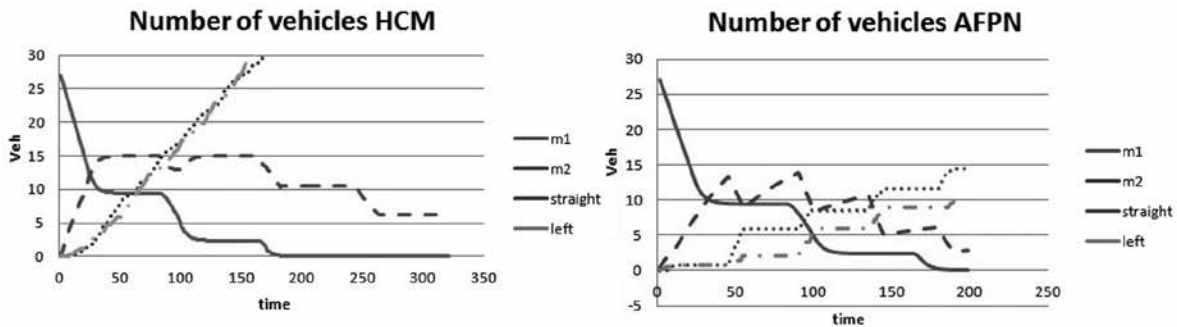 Number of vehicles HCM
30
25
20
15
10
5
0
Veh
0 50 100 150 200 250 300 350
time
m1
m2
straight
left
Number of vehicles AFPN
30
25
20
15
10
5
0
-5
Veh
0 50 100 150 200 250
time
m1
m2
straight
left